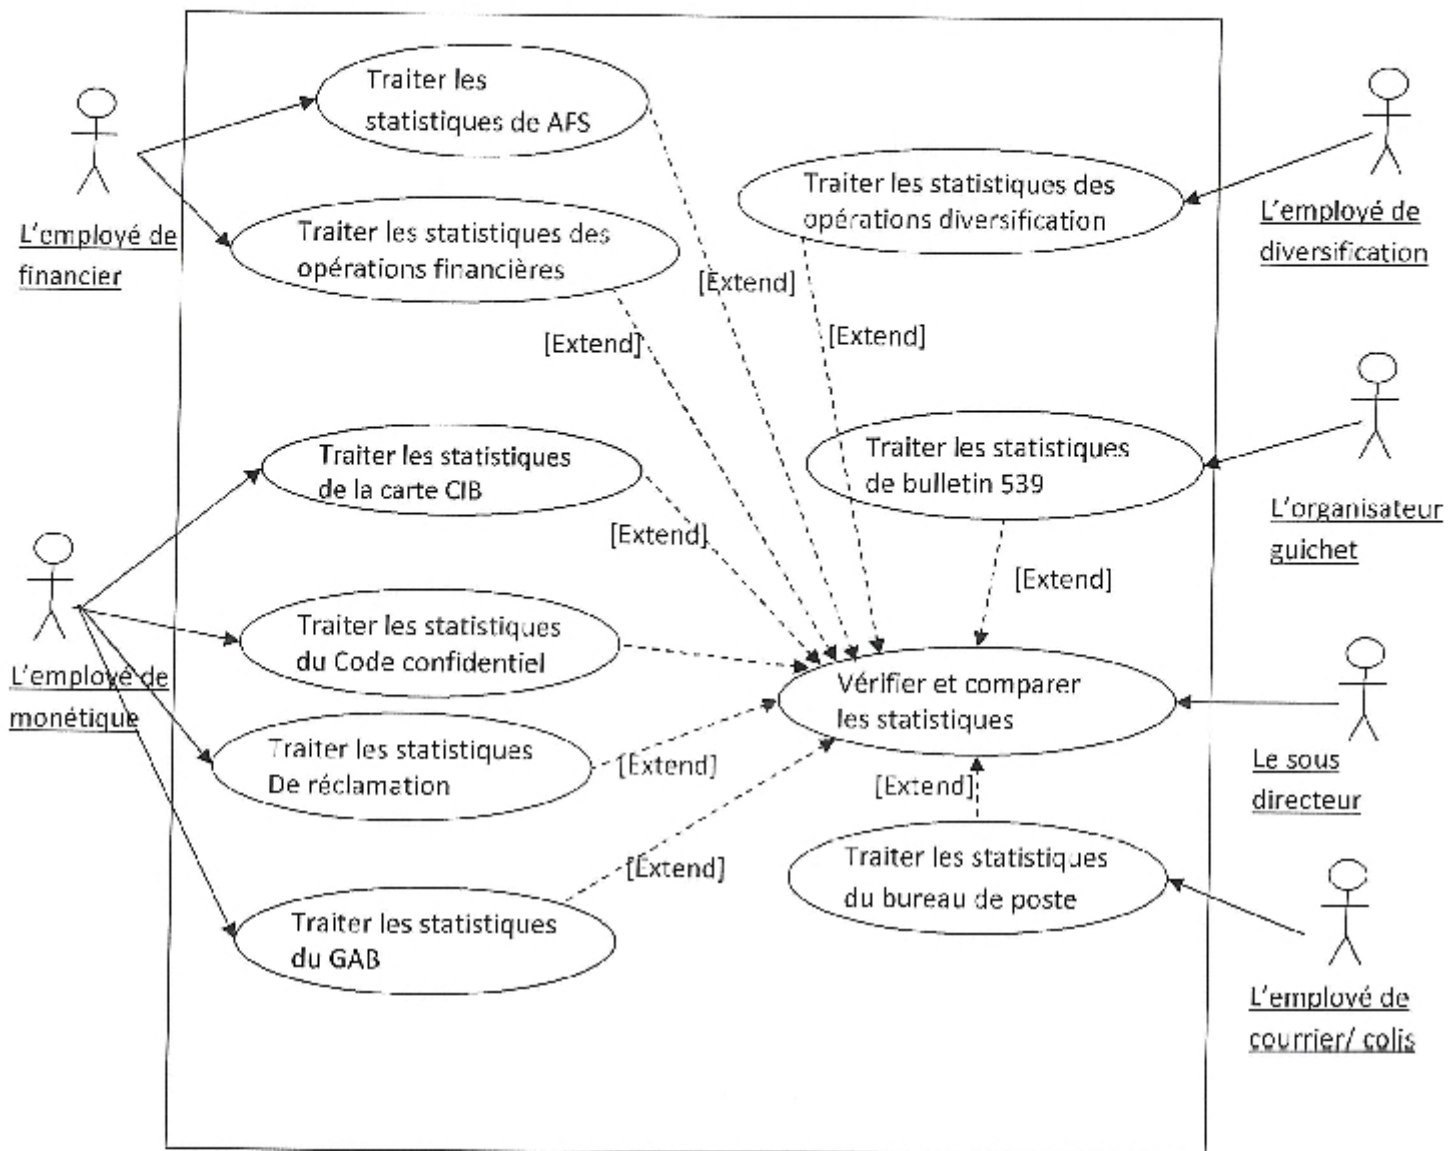 Traiter les
statistiques de AFS
L'employé de
financier
Traiter les statistiques des
opérations financières
Traiter les statistiques des
opérations diversification
L'employé de
diversification
[Extend]
[Extend]
[Extend]
Traiter les statistiques
de la carte CIB
Traiter les statistiques
de bulletin 539
L'organisateur
guichet
[Extend]
[Extend]
Traiter les statistiques
du Code confidentiel
L'employé de
monétique
Vérifier et comparer
les statistiques
Le sous
directeur
Traiter les statistiques
De réclamation
[Extend]
[Extend]
Traiter les statistiques
du bureau de poste
[Extend]
Traiter les statistiques
du GAB
L'employé de
courrier/ colis